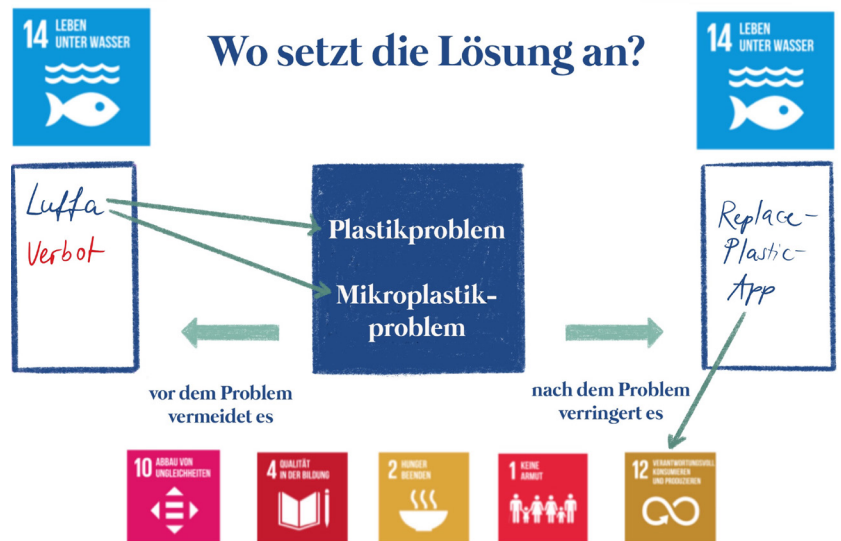 14 LEBEN
UNTER WASSER
Wo setzt die Lösung an?
14 LEBEN
UNTER WASSER
Luffa
Verbot
Plastikproblem
Mikroplastik-
problem
Replace-
Plastic-
App
vor dem Problem
vermeidet es
nach dem Problem
verringert es
10 ABBAU VON
UNGLEICHHEITEN
4 QUALITÄT
IN DER BILDUNG
2 HUNGER
BEENDEN
1 KEINE
ARMUT
12 VERANTWORTUNGSVOLL
KONSUMIEREN
UND PRODUZIEREN